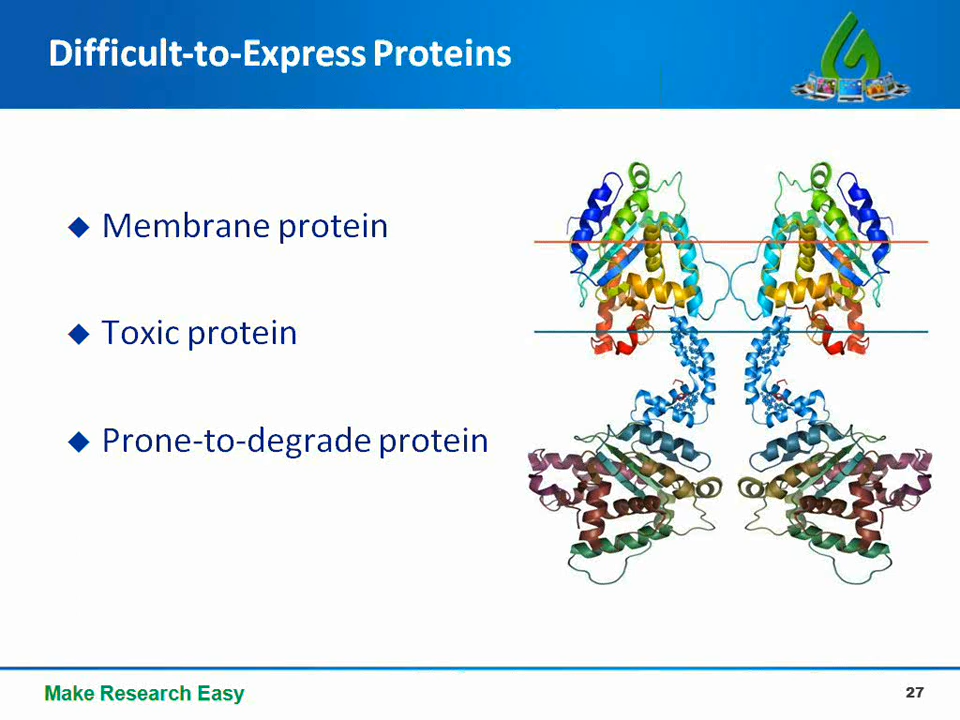 Difficult-to-Express Proteins
Membrane protein
Toxic protein
Prone-to-degrade protein
Make Research Easy
27